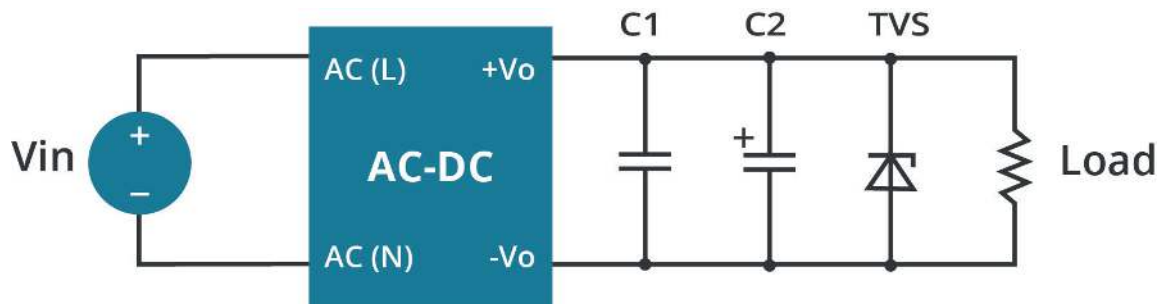 C1 C2 TVS
AC (L) +Vo
+
Vin AC-DC + Load
−
AC (N) -Vo